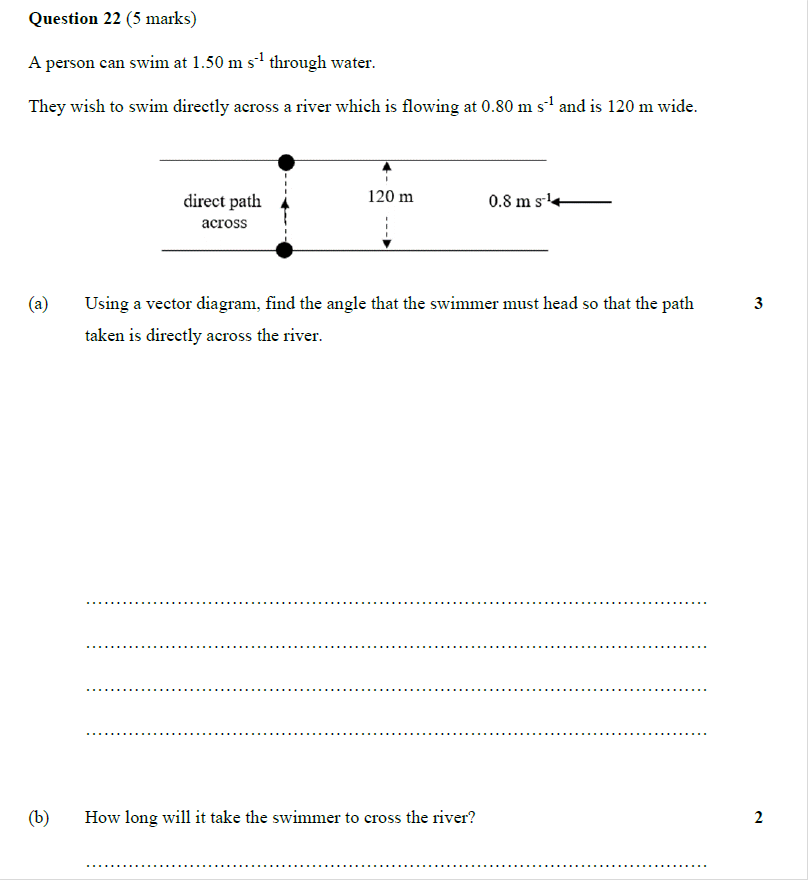 Question 22 (5 marks)
A person can swim at 1.50 m s⁻¹ through water.
They wish to swim directly across a river which is flowing at 0.80 m s⁻¹ and is 120 m wide.
direct path
across
120 m
0.8 m s⁻¹
(a) Using a vector diagram, find the angle that the swimmer must head so that the path 3
taken is directly across the river.
(b) How long will it take the swimmer to cross the river? 2